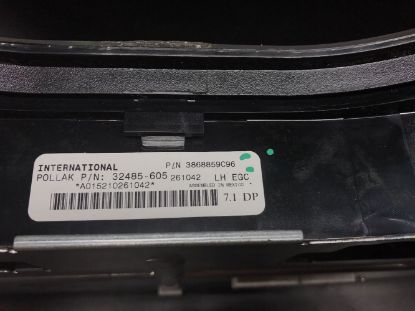 INTERNATIONAL P/N 3868859C96
POLLAK P/N: 32485-605 261042 LH EGC
*A015210261042* ASSEMBLED IN MEXICO
7.1 DP